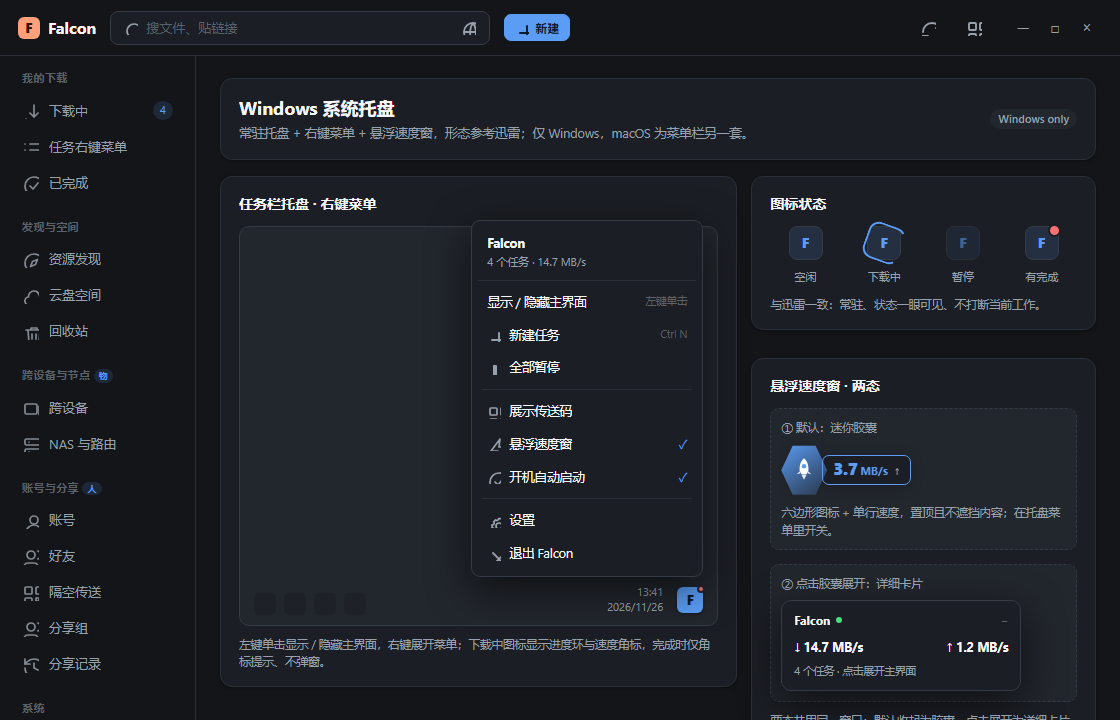 F Falcon
搜文件、贴链接
新建
我的下载
下载中 4
任务右键菜单
已完成
发现与空间
资源发现
云盘空间
回收站
跨设备与节点 物
跨设备
NAS 与路由
账号与分享 人
账号
好友
隔空传送
分享组
分享记录
系统
Windows 系统托盘
常驻托盘 + 右键菜单 + 悬浮速度窗，形态参考迅雷；仅 Windows，macOS 为菜单栏另一套。
Windows only
任务栏托盘 · 右键菜单
Falcon
4 个任务 · 14.7 MB/s
显示 / 隐藏主界面 左键单击
新建任务 Ctrl N
全部暂停
展示传送码
悬浮速度窗 ✓
开机自动启动 ✓
设置
退出 Falcon
13:41
2026/11/26
F
左键单击显示 / 隐藏主界面，右键展开菜单；下载中图标显示进度环与速度角标，完成时仅角
标提示、不弹窗。
图标状态
F F F F
空闲 下载中 暂停 有完成
与迅雷一致：常驻、状态一眼可见、不打断当前工作。
悬浮速度窗 · 两态
① 默认：迷你胶囊
3.7 MB/s ↑
六边形图标 + 单行速度，置顶且不遮挡内容；在托盘菜
单里开关。
② 点击胶囊展开：详细卡片
Falcon
↓ 14.7 MB/s ↑ 1.2 MB/s
4 个任务 · 点击展开主界面